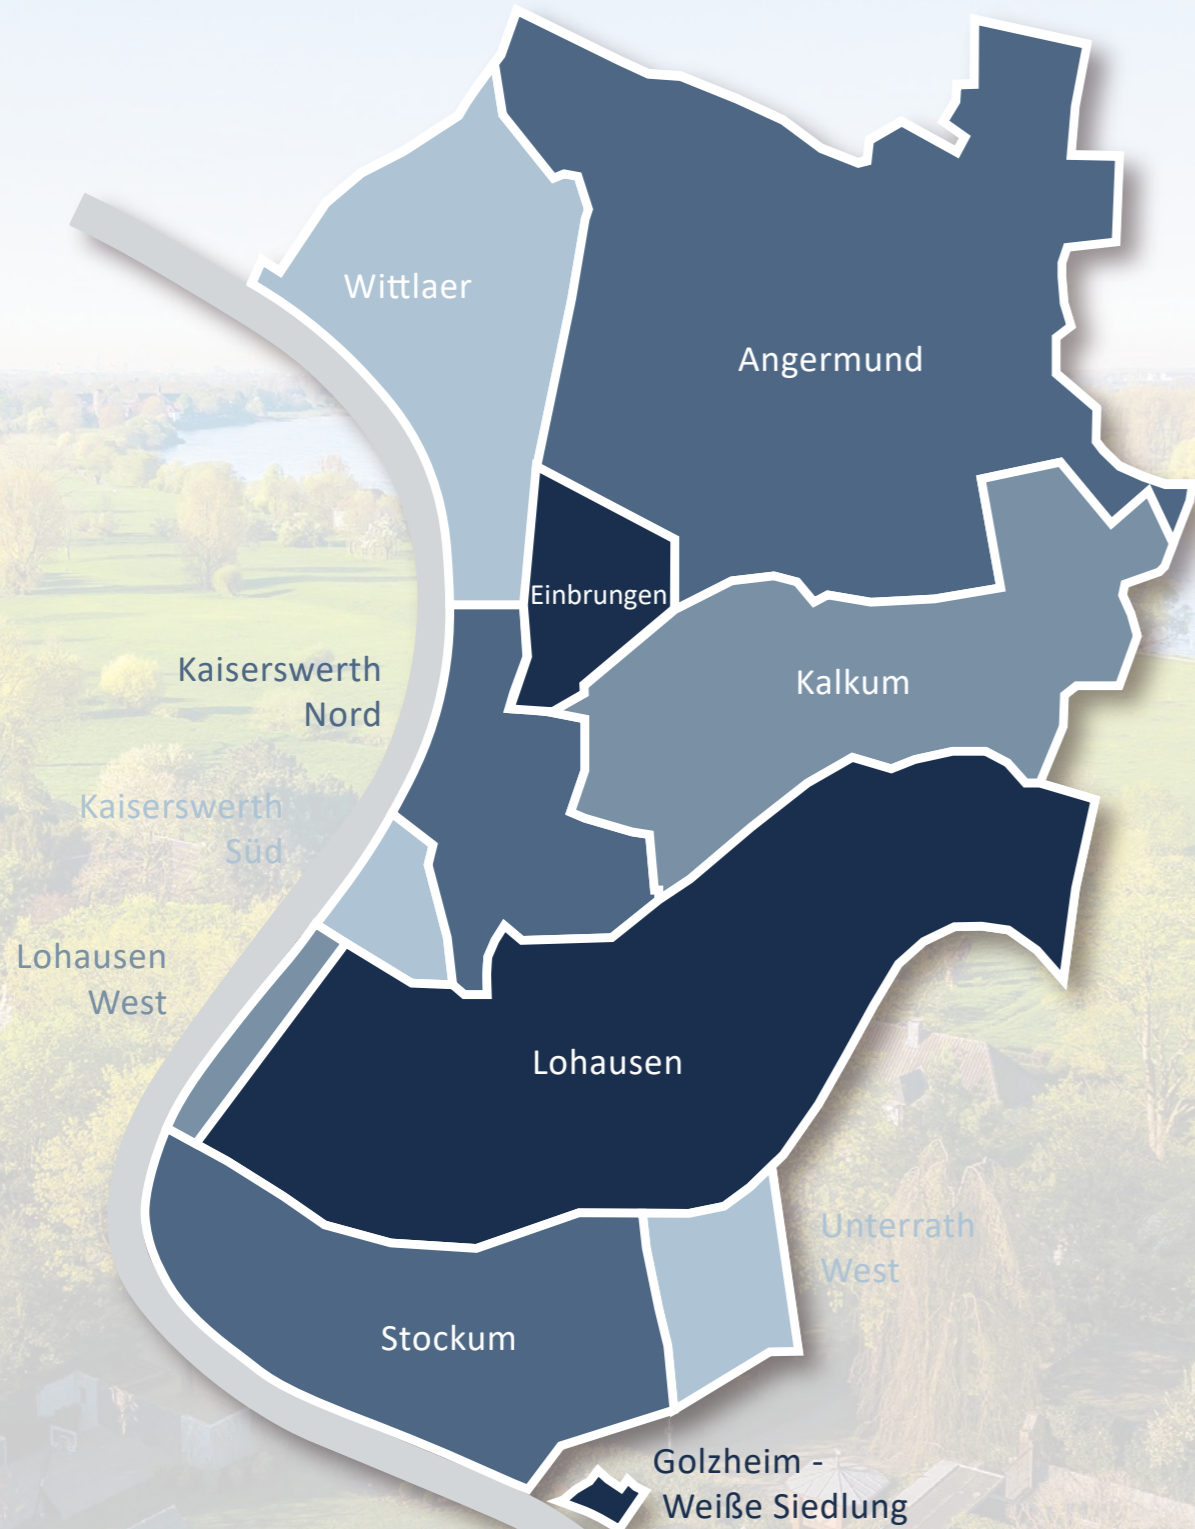 Wittlaer
Angermund
Einbrungen
Kaiserswerth
Nord
Kalkum
Kaiserswerth
Süd
Lohausen
West
Lohausen
Unterrath
West
Stockum
Golzheim -
Weiße Siedlung